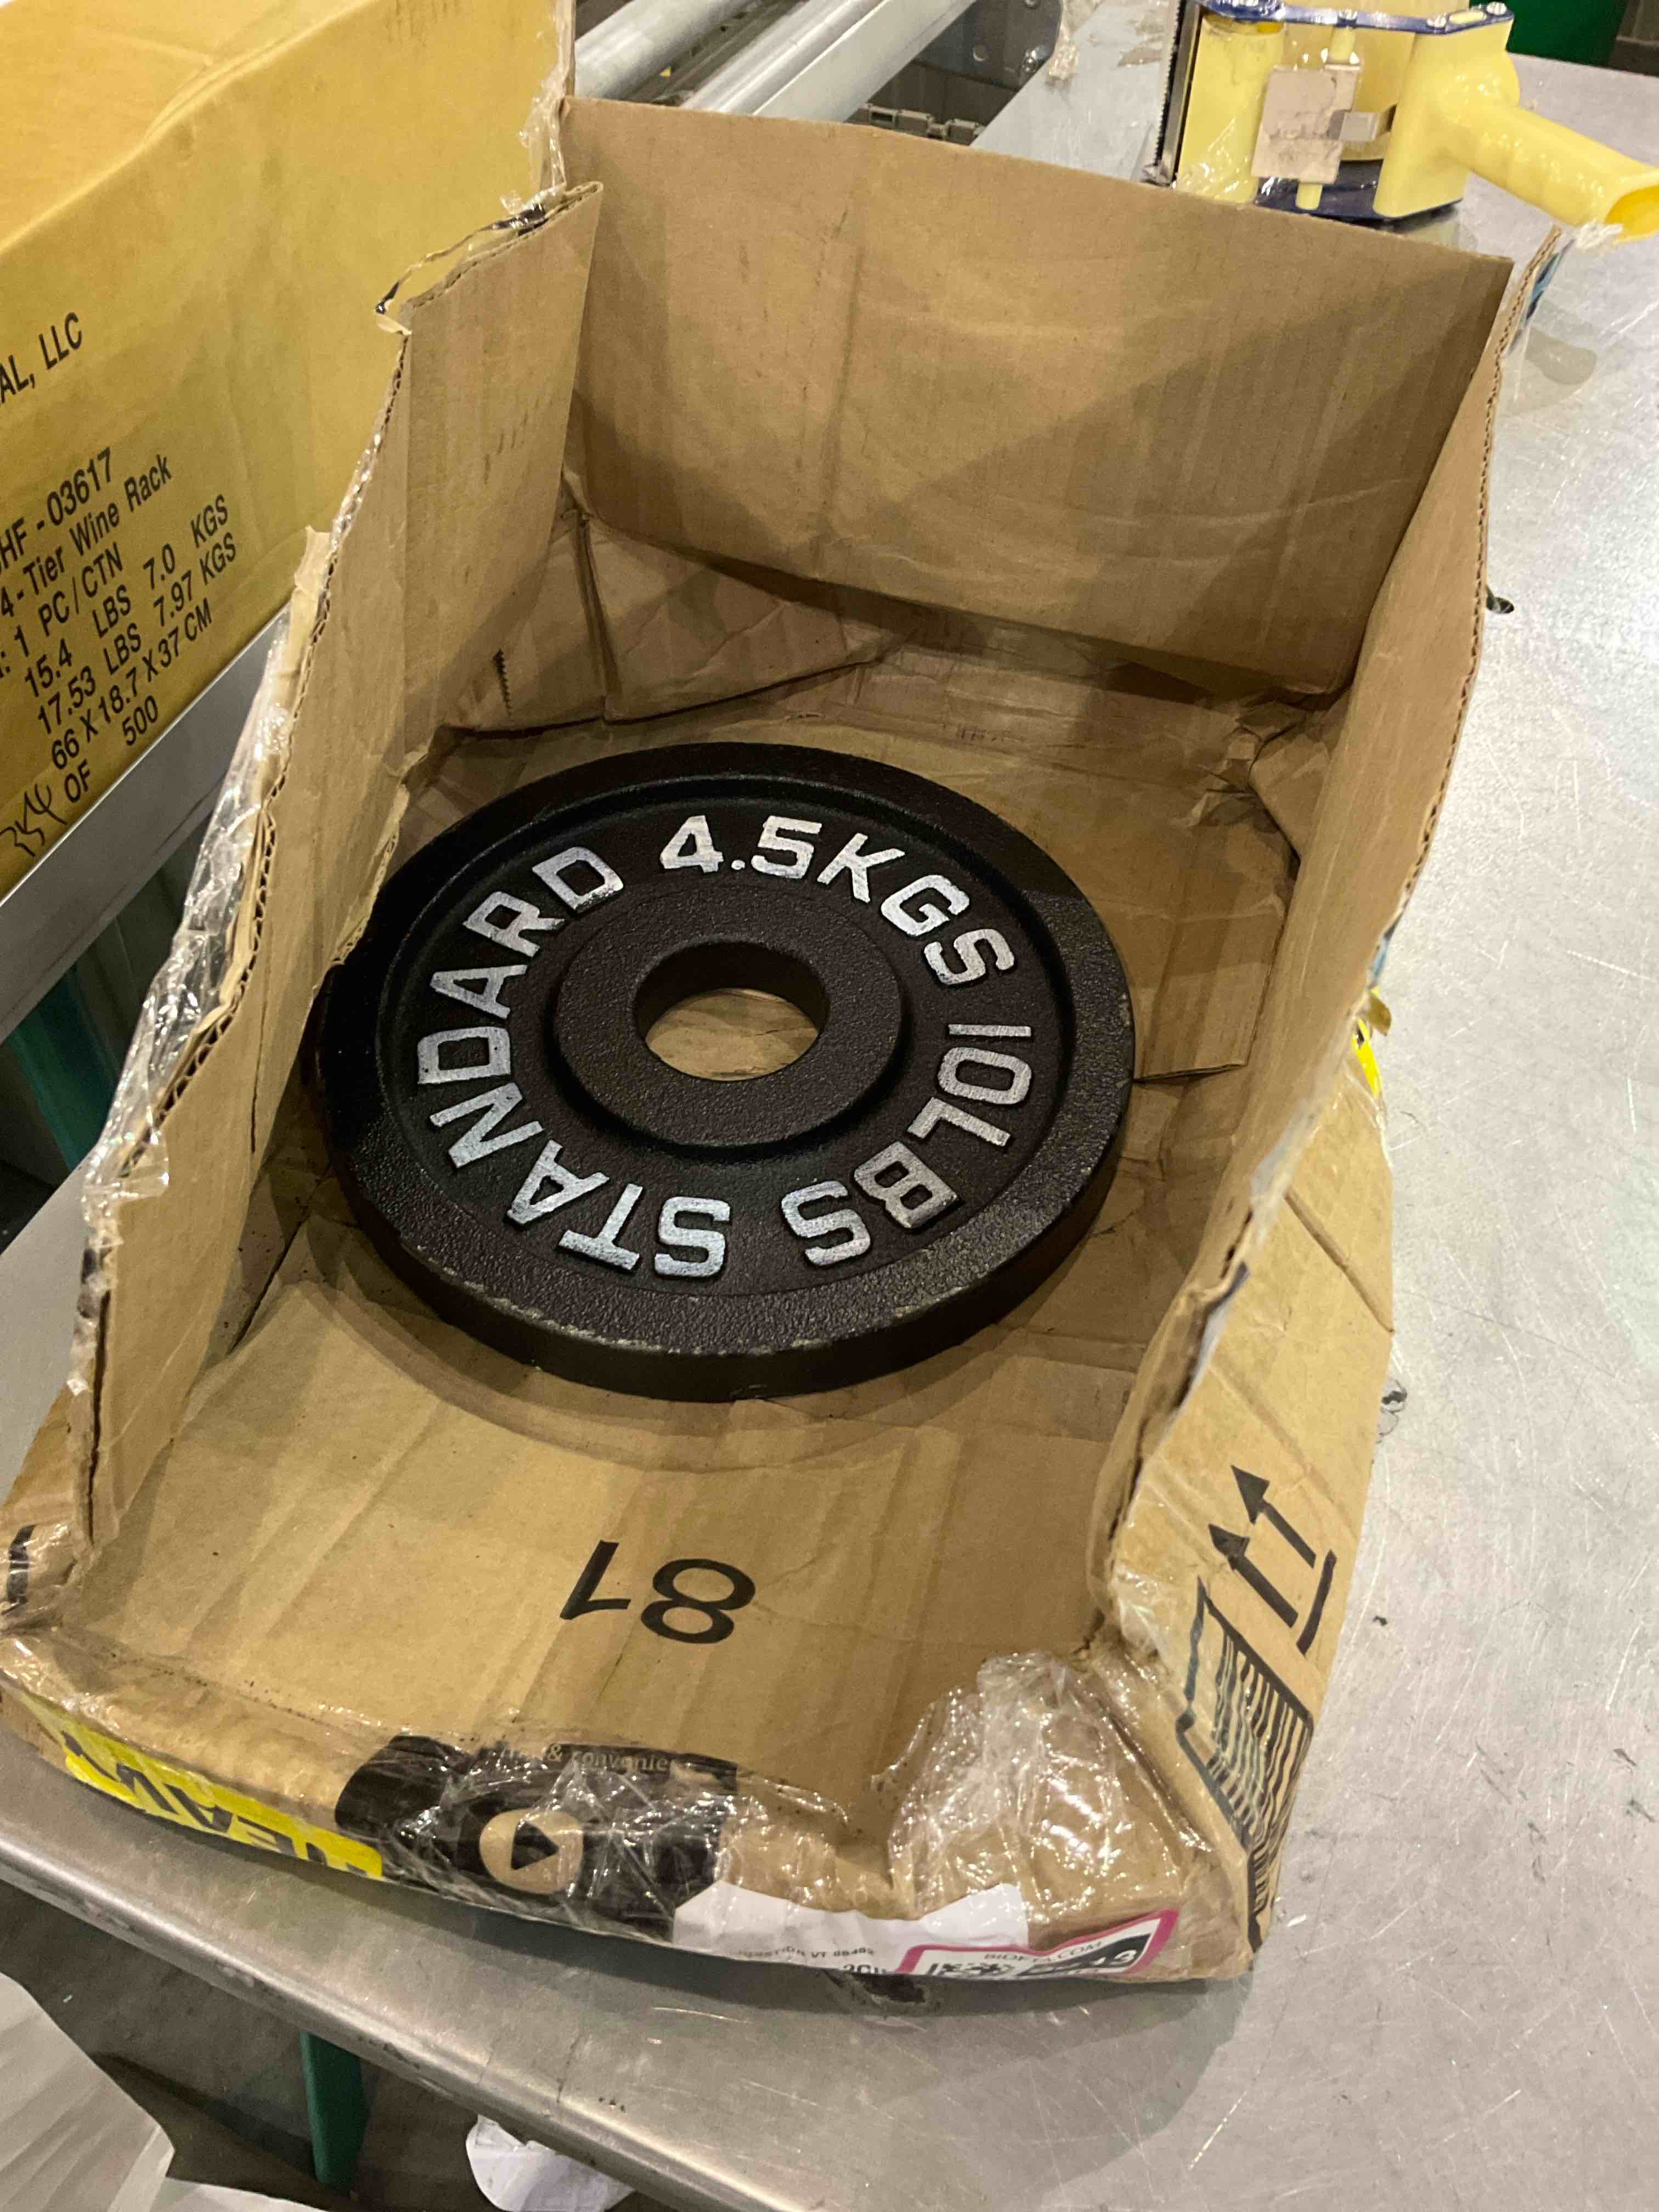 AL, LLC
HF - 03617
4-Tier Wine Rack
: 1 PC/CTN
15.4 LBS 7.0 KGS
17.53 LBS 7.97 KGS
66 X 18.7 X 37 CM
OF 500
STANDARD 4.5KGS 10LBS
81
& convenie